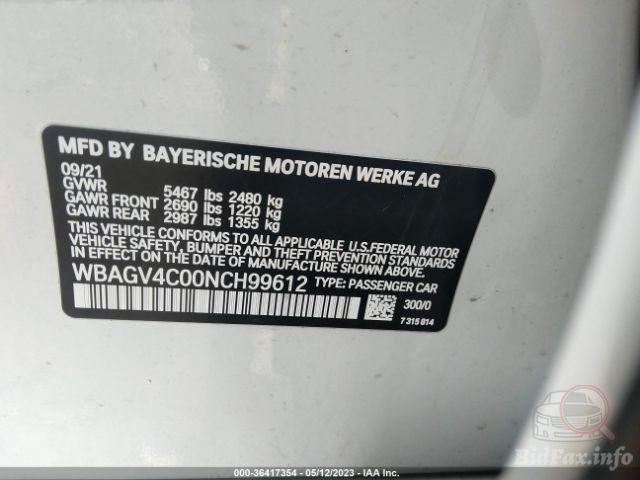 MFD BY BAYERISCHE MOTOREN WERKE AG
09/21
GVWR 5467 lbs 2480 kg
GAWR FRONT 2690 lbs 1220 kg
GAWR REAR 2987 lbs 1355 kg
THIS VEHICLE CONFORMS TO ALL APPLICABLE U.S.FEDERAL MOTOR
VEHICLE SAFETY, BUMPER, AND THEFT PREVENTION STANDARDS IN
EFFECT ON THE DATE OF MANUFACTURE SHOWN ABOVE.
WBAGV4C00NCH99612 TYPE: PASSENGER CAR
300/0
7315814
BidFax.info
000-36417354 - 05/12/2023 - IAA Inc.